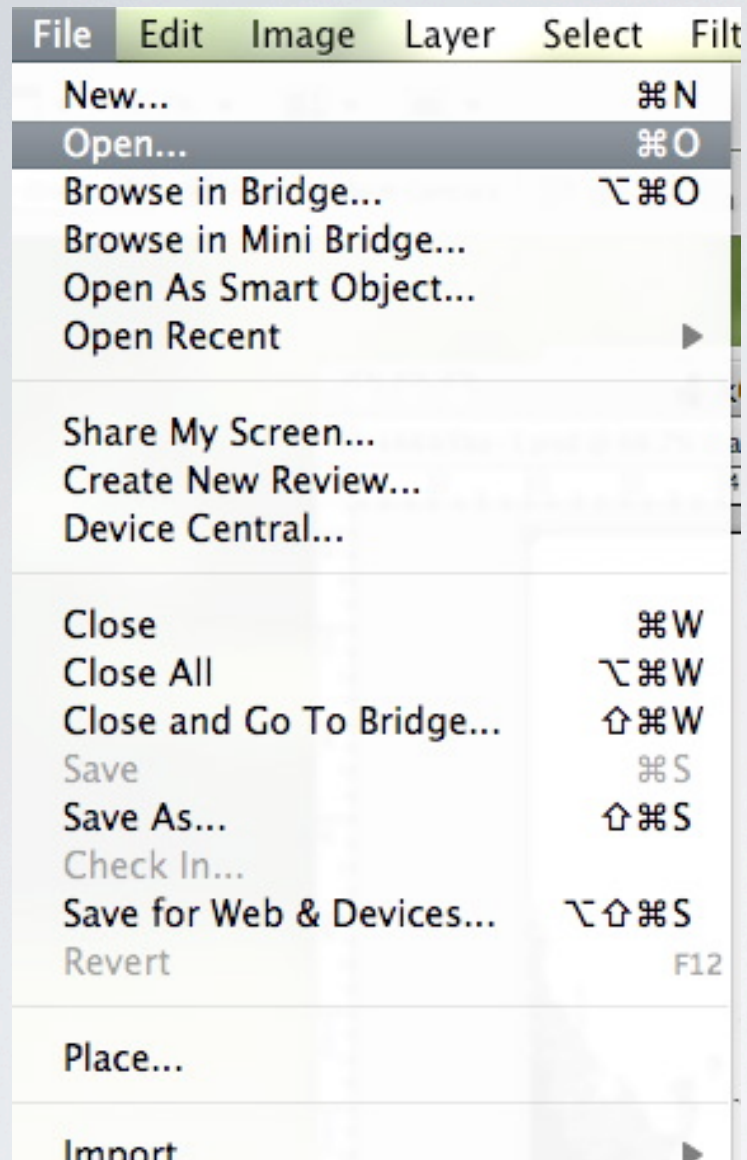 File Edit Image Layer Select Filt
New... ⌘N
Open... ⌘O
Browse in Bridge... ⌥⌘O
Browse in Mini Bridge...
Open As Smart Object...
Open Recent ▶
Share My Screen...
Create New Review...
Device Central...
Close ⌘W
Close All ⌥⌘W
Close and Go To Bridge... ⇧⌘W
Save ⌘S
Save As... ⇧⌘S
Check In...
Save for Web & Devices... ⌥⇧⌘S
Revert F12
Place...
Import ▶